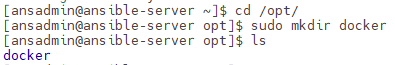 [ansadmin@ansible-server ~]$ cd /opt/
[ansadmin@ansible-server opt]$ sudo mkdir docker
[ansadmin@ansible-server opt]$ ls
docker